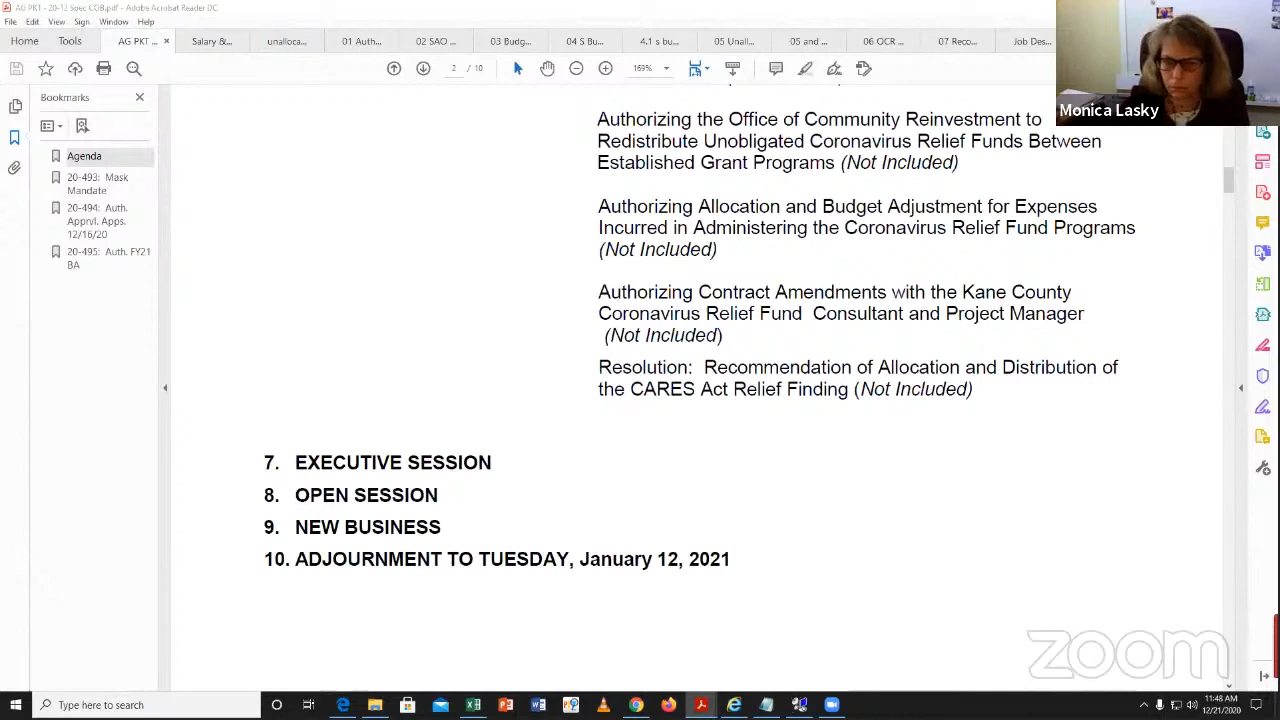 AG PKT - 20-12 Spec COB.pdf - Adobe Acrobat Reader DC
File Edit View Sign Window Help
Home Tools AG PKT ... × Salary &... unalloca... 01 Auth... 02 SAO ... 03 Budg... 04 S Bu... 4.1 s bu... 05 Unall... 05 and ... 06 OCR ... 07 Reco... Job Des...
2 / 10 169%
Bookmarks
Agenda
20-493: Mask
Mandate
20-494: Auth.
Apprvl. Apps.
12/16/20
20-495: Auth. FY21
BA
Monica Lasky
Authorizing the Office of Community Reinvestment to
Redistribute Unobligated Coronavirus Relief Funds Between
Established Grant Programs (Not Included)
Authorizing Allocation and Budget Adjustment for Expenses
Incurred in Administering the Coronavirus Relief Fund Programs
(Not Included)
Authorizing Contract Amendments with the Kane County
Coronavirus Relief Fund Consultant and Project Manager
(Not Included)
Resolution: Recommendation of Allocation and Distribution of
the CARES Act Relief Finding (Not Included)
7. EXECUTIVE SESSION
8. OPEN SESSION
9. NEW BUSINESS
10. ADJOURNMENT TO TUESDAY, January 12, 2021
zoom
Type here to search
11:48 AM
12/21/2020